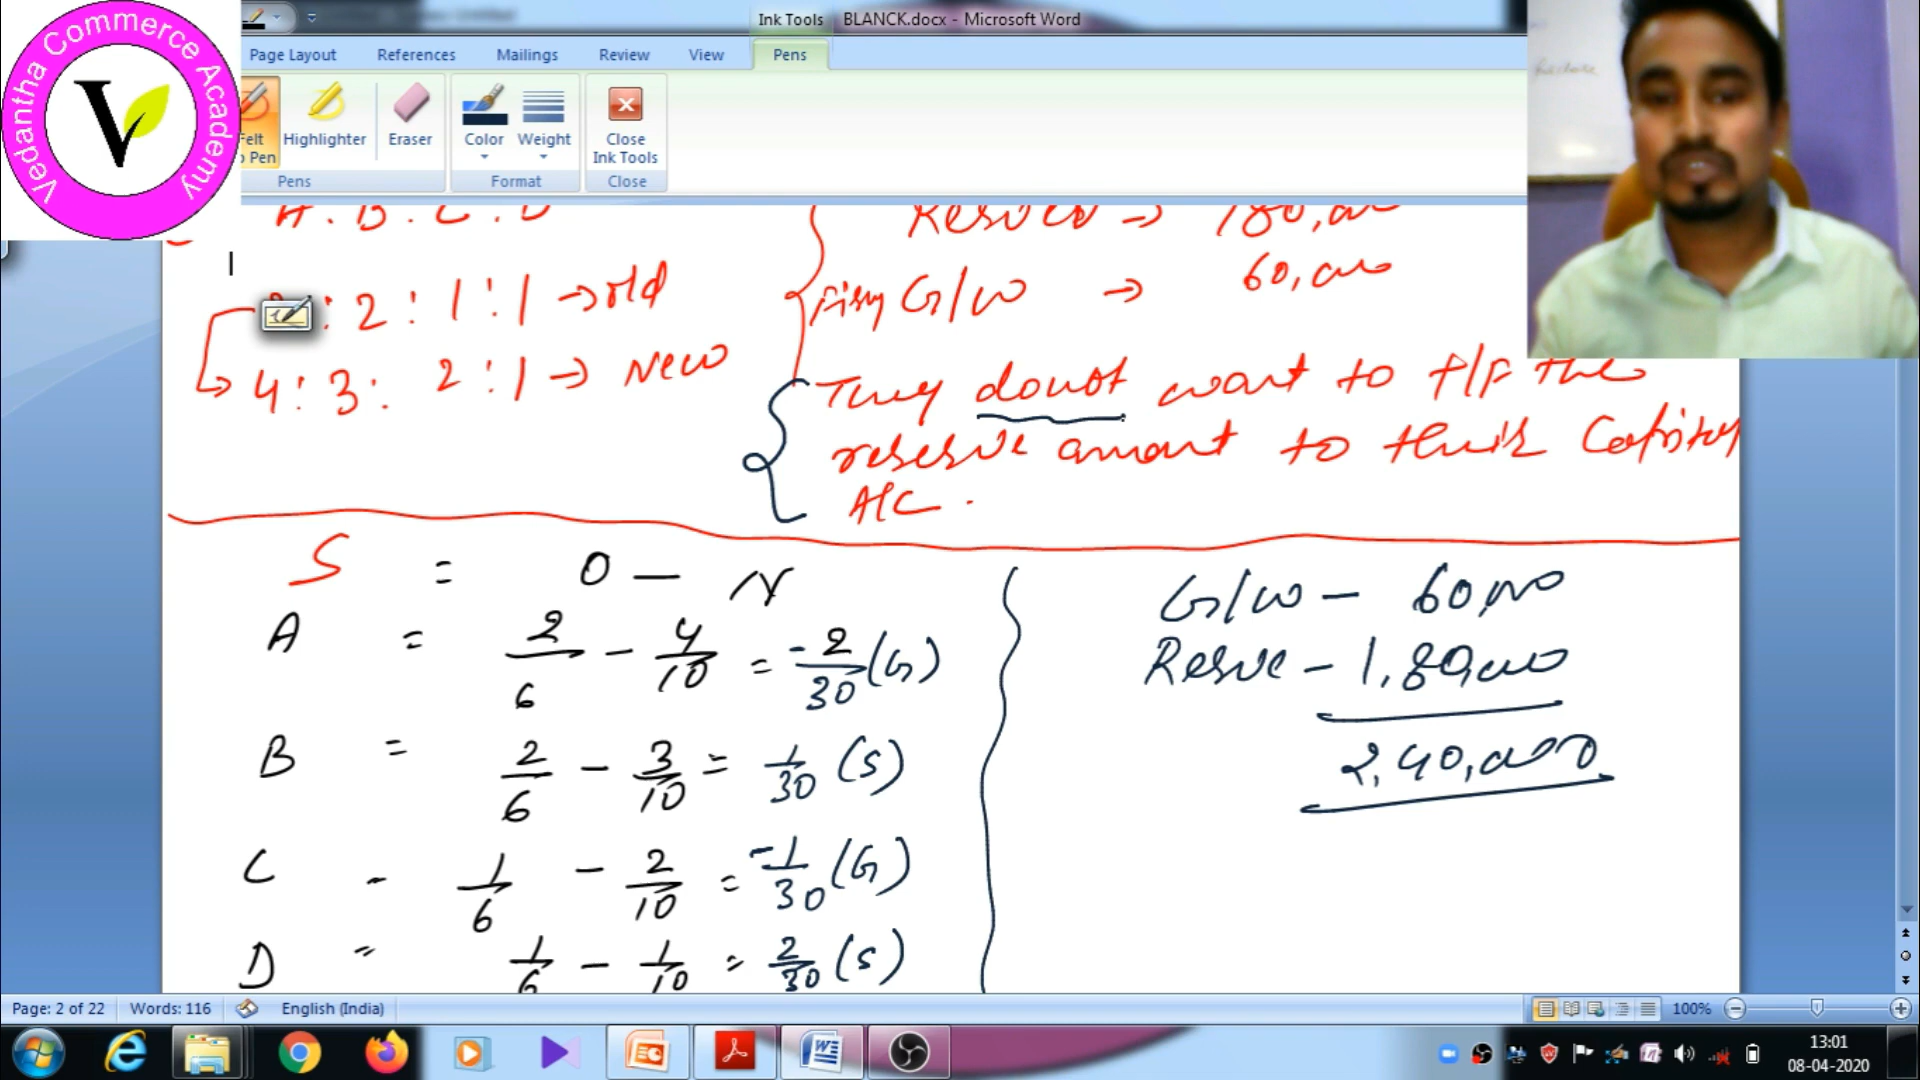 Vedantha Commerce Academy
V
Ink Tools
BLANCK.docx - Microsoft Word
Page Layout
References
Mailings
Review
View
Pens
Felt
Pen
Highlighter
Eraser
Color
Weight
Close
Ink Tools
Pens
Format
Close
A : B : C : D
: 2 : 1 : 1 → old
4 : 3 : 2 : 1 → New
→ 180,000
G/W → 60,000
They dount want to the
reserve amount to their Capital
A/C .
S = O - N
A = 2/6 - 4/10 = -2/30 (G)
B = 2/6 - 3/10 = 1/30 (S)
C - 1/6 - 2/10 = -1/30 (G)
D = 1/6 - 1/10 = 2/30 (S)
G/W - 60,000
Reserve - 1,80,000
2,40,000
Page: 2 of 22
Words: 116
English (India)
100%
13:01
08-04-2020